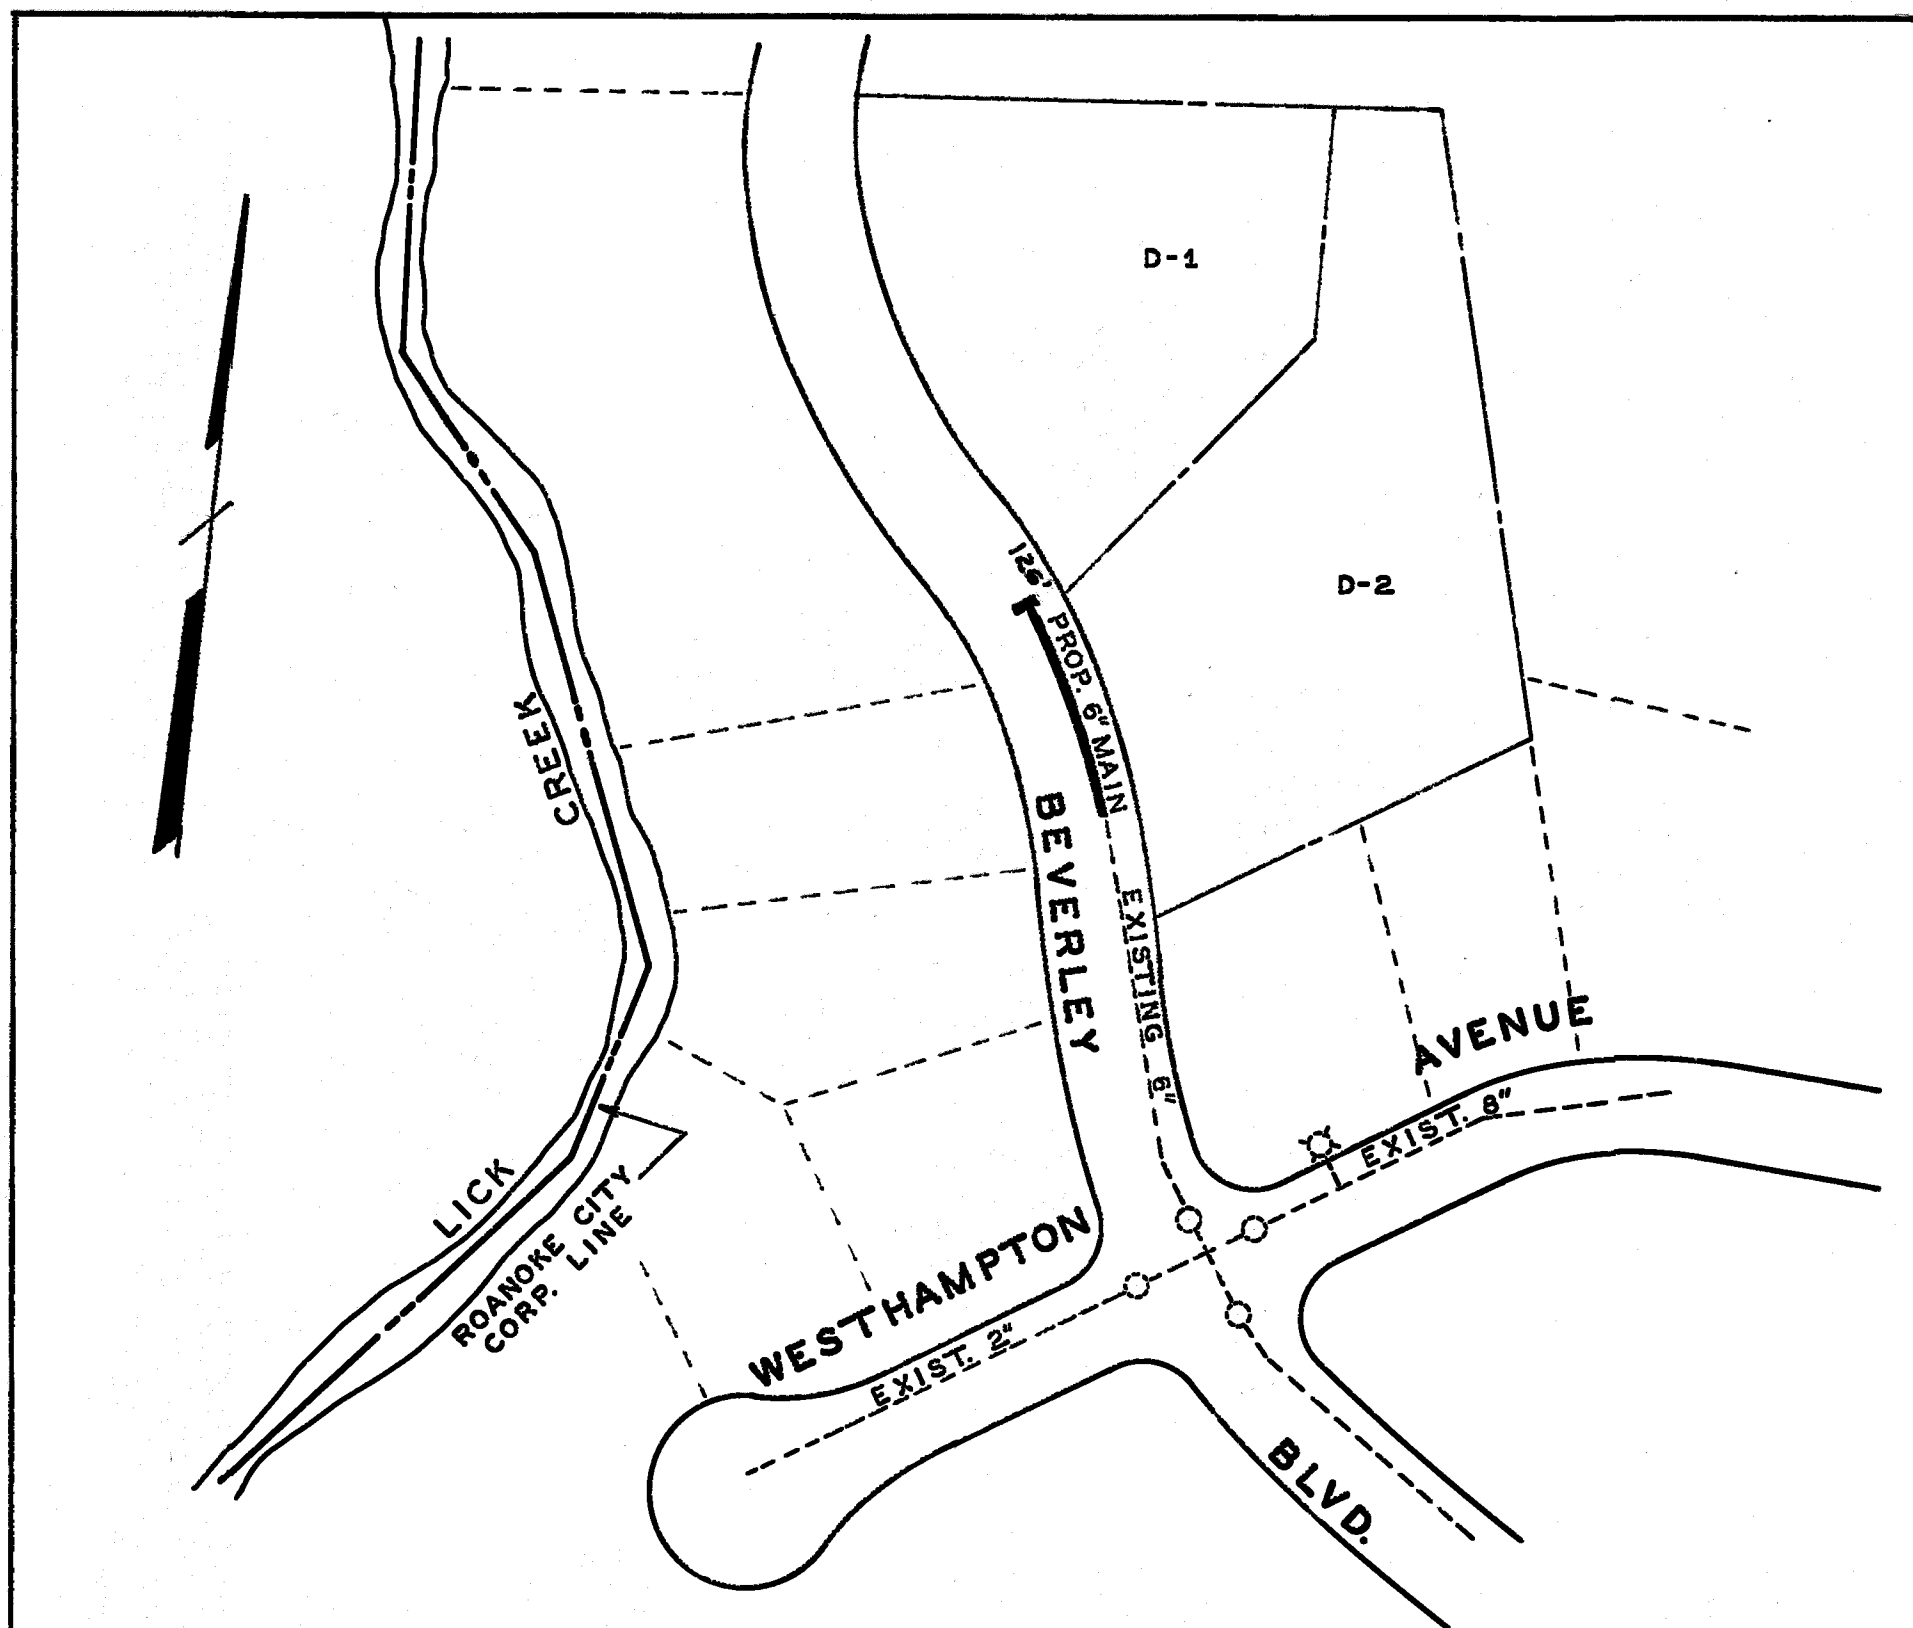 D-1
126'
D-2
PROP. 6" MAIN
CREEK
BEVERLEY
EXISTING 6"
AVENUE
EXIST. 8"
LICK
ROANOKE CITY
CORP. LINE
WESTHAMPTON
EXIST. 2"
BLVD.